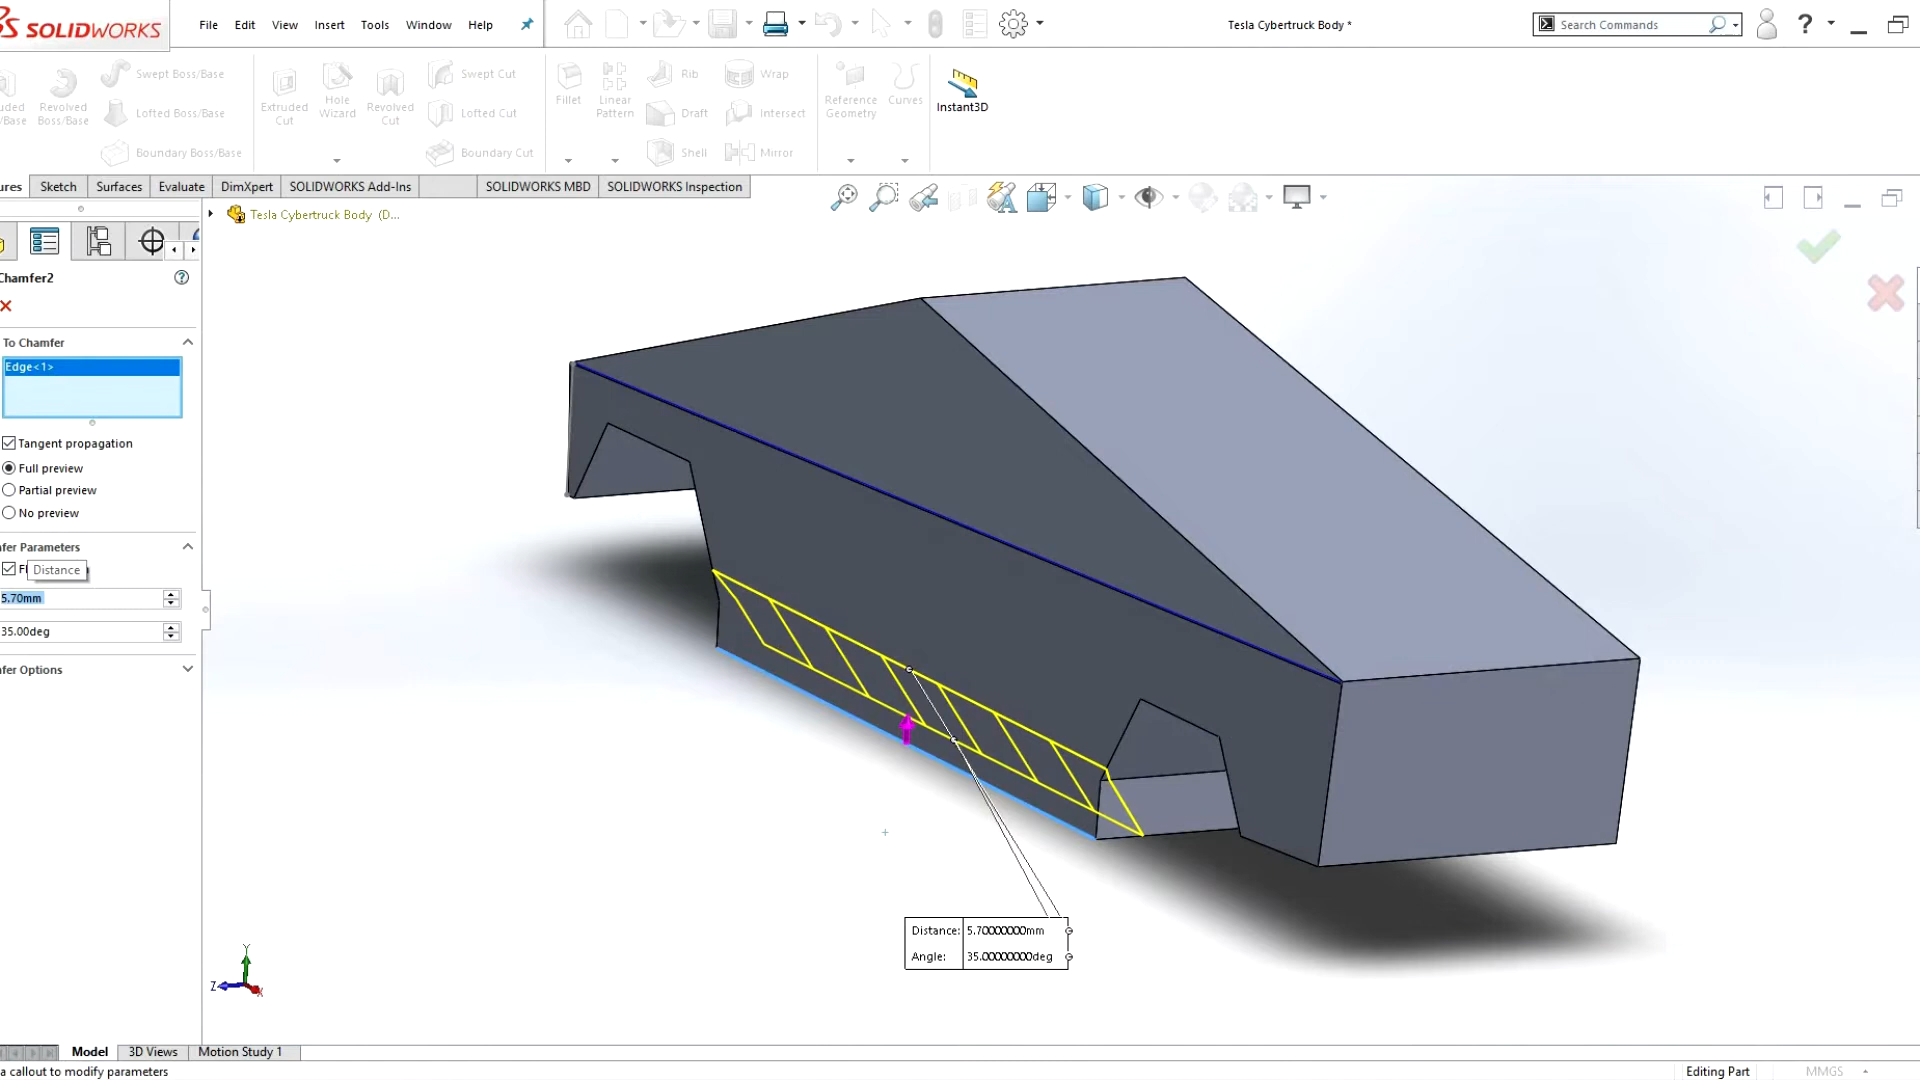 SOLIDWORKS
File
Edit
View
Insert
Tools
Window
Help
Tesla Cybertruck Body *
Search Commands
?
Revolved
Boss/Base
Swept Boss/Base
Lofted Boss/Base
Boundary Boss/Base
Extruded
Cut
Hole
Wizard
Revolved
Cut
Swept Cut
Lofted Cut
Boundary Cut
Fillet
Linear
Pattern
Rib
Draft
Shell
Wrap
Intersect
Mirror
Reference
Geometry
Curves
Instant3D
ures
Sketch
Surfaces
Evaluate
DimXpert
SOLIDWORKS Add-Ins
SOLIDWORKS MBD
SOLIDWORKS Inspection
Tesla Cybertruck Body (D...
Chamfer2
To Chamfer
Edge<1>
Tangent propagation
Full preview
Partial preview
No preview
fer Parameters
Distance
5.70mm
35.00deg
fer Options
Distance: 5.70000000mm
Angle: 35.00000000deg
Y
Z
X
Model
3D Views
Motion Study 1
a callout to modify parameters
Editing Part
MMGS